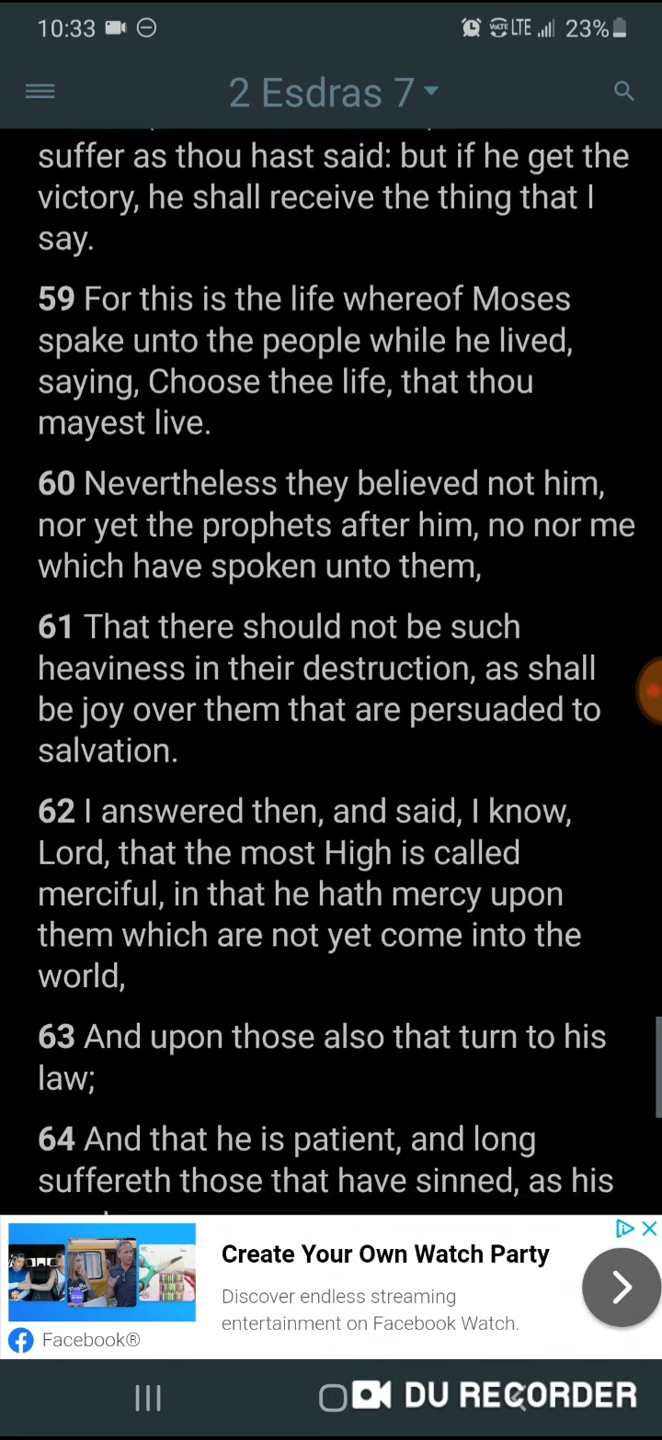 10:33
VoLTE LTE 23%
2 Esdras 7
suffer as thou hast said: but if he get the
victory, he shall receive the thing that I
say.
59 For this is the life whereof Moses
spake unto the people while he lived,
saying, Choose thee life, that thou
mayest live.
60 Nevertheless they believed not him,
nor yet the prophets after him, no nor me
which have spoken unto them,
61 That there should not be such
heaviness in their destruction, as shall
be joy over them that are persuaded to
salvation.
62 I answered then, and said, I know,
Lord, that the most High is called
merciful, in that he hath mercy upon
them which are not yet come into the
world,
63 And upon those also that turn to his
law;
64 And that he is patient, and long
suffereth those that have sinned, as his
Create Your Own Watch Party
Discover endless streaming
entertainment on Facebook Watch.
Facebook®
DU RECORDER